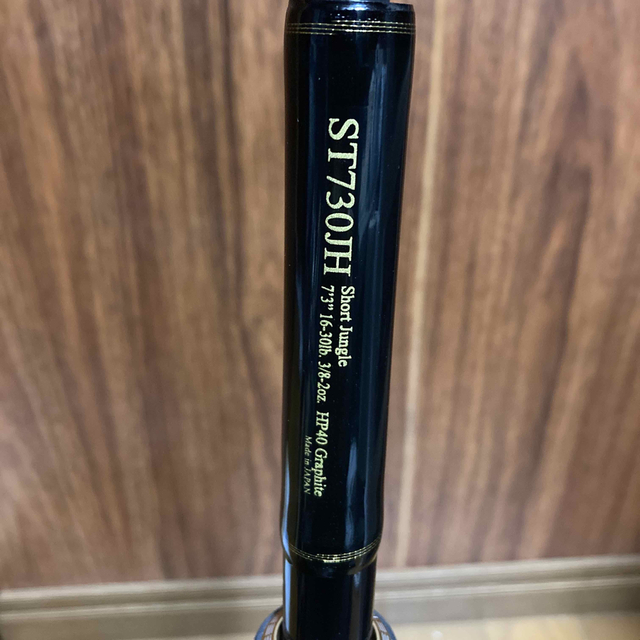 ST730JH
Short Jungle
7'3" 16-30lb. 3/8-2oz. HP40 Graphite
Made in JAPAN